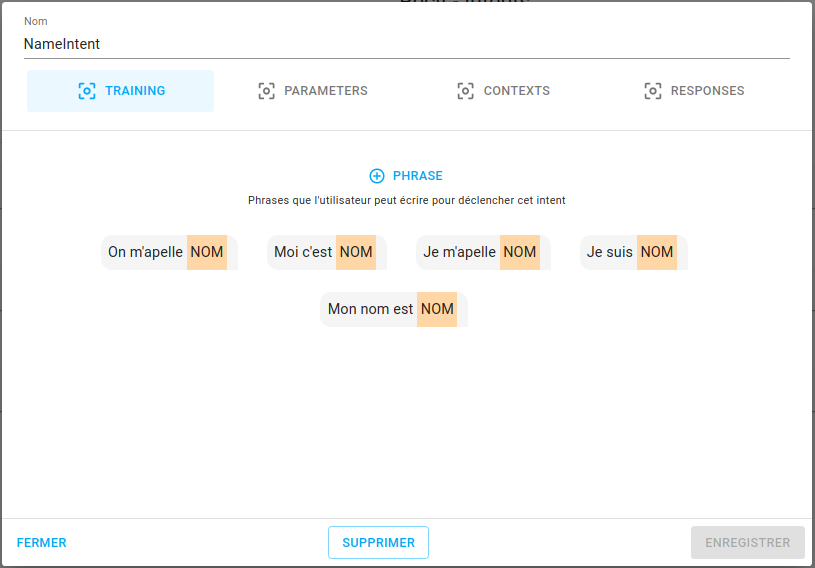 Nom
NameIntent
TRAINING PARAMETERS CONTEXTS RESPONSES
PHRASE
Phrases que l'utilisateur peut écrire pour déclencher cet intent
On m'apelle NOM Moi c'est NOM Je m'apelle NOM Je suis NOM
Mon nom est NOM
FERMER SUPPRIMER ENREGISTRER